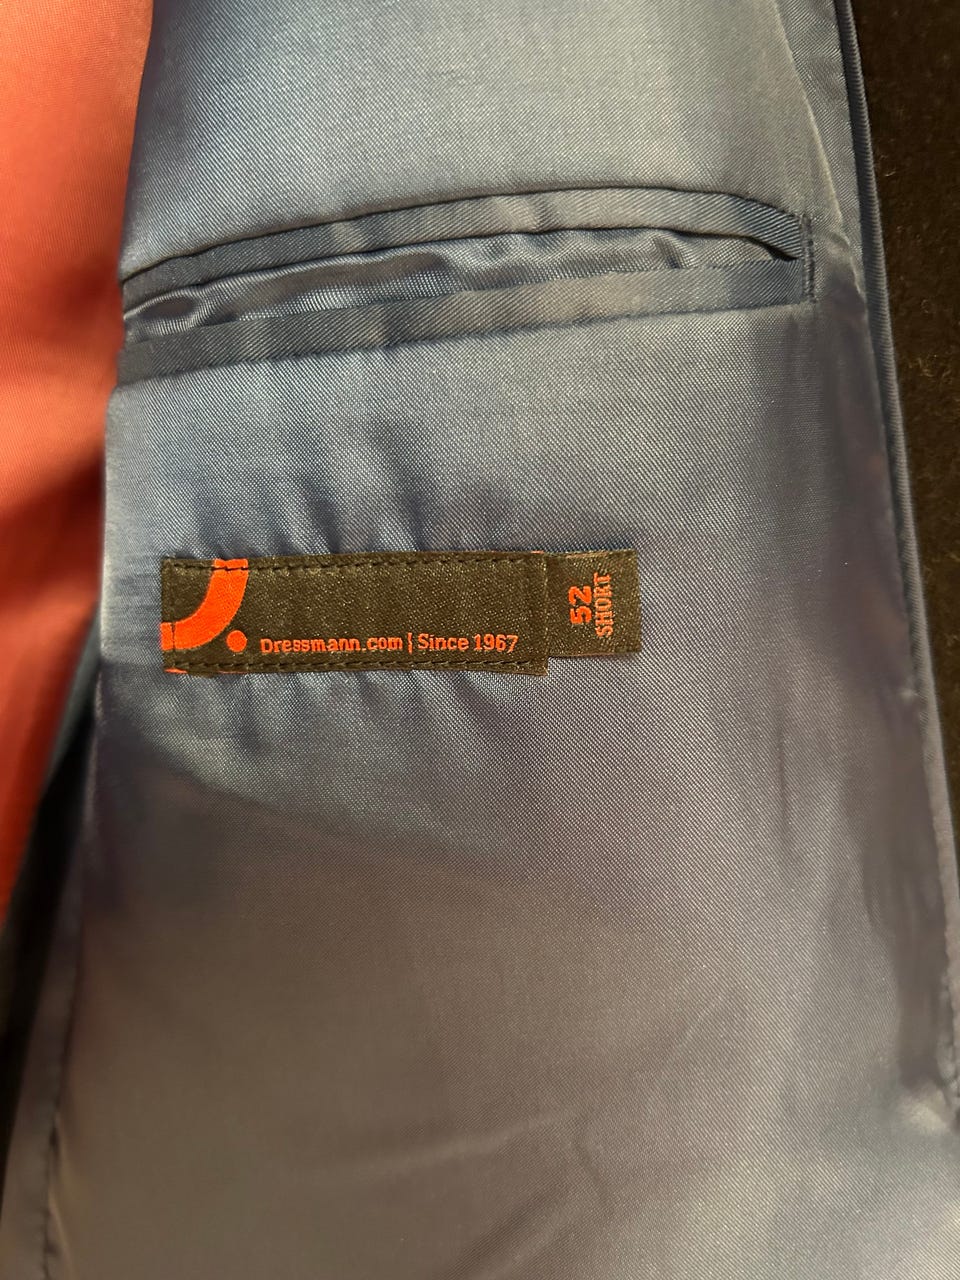 Dressmann.com | Since 1967
52
SHORT